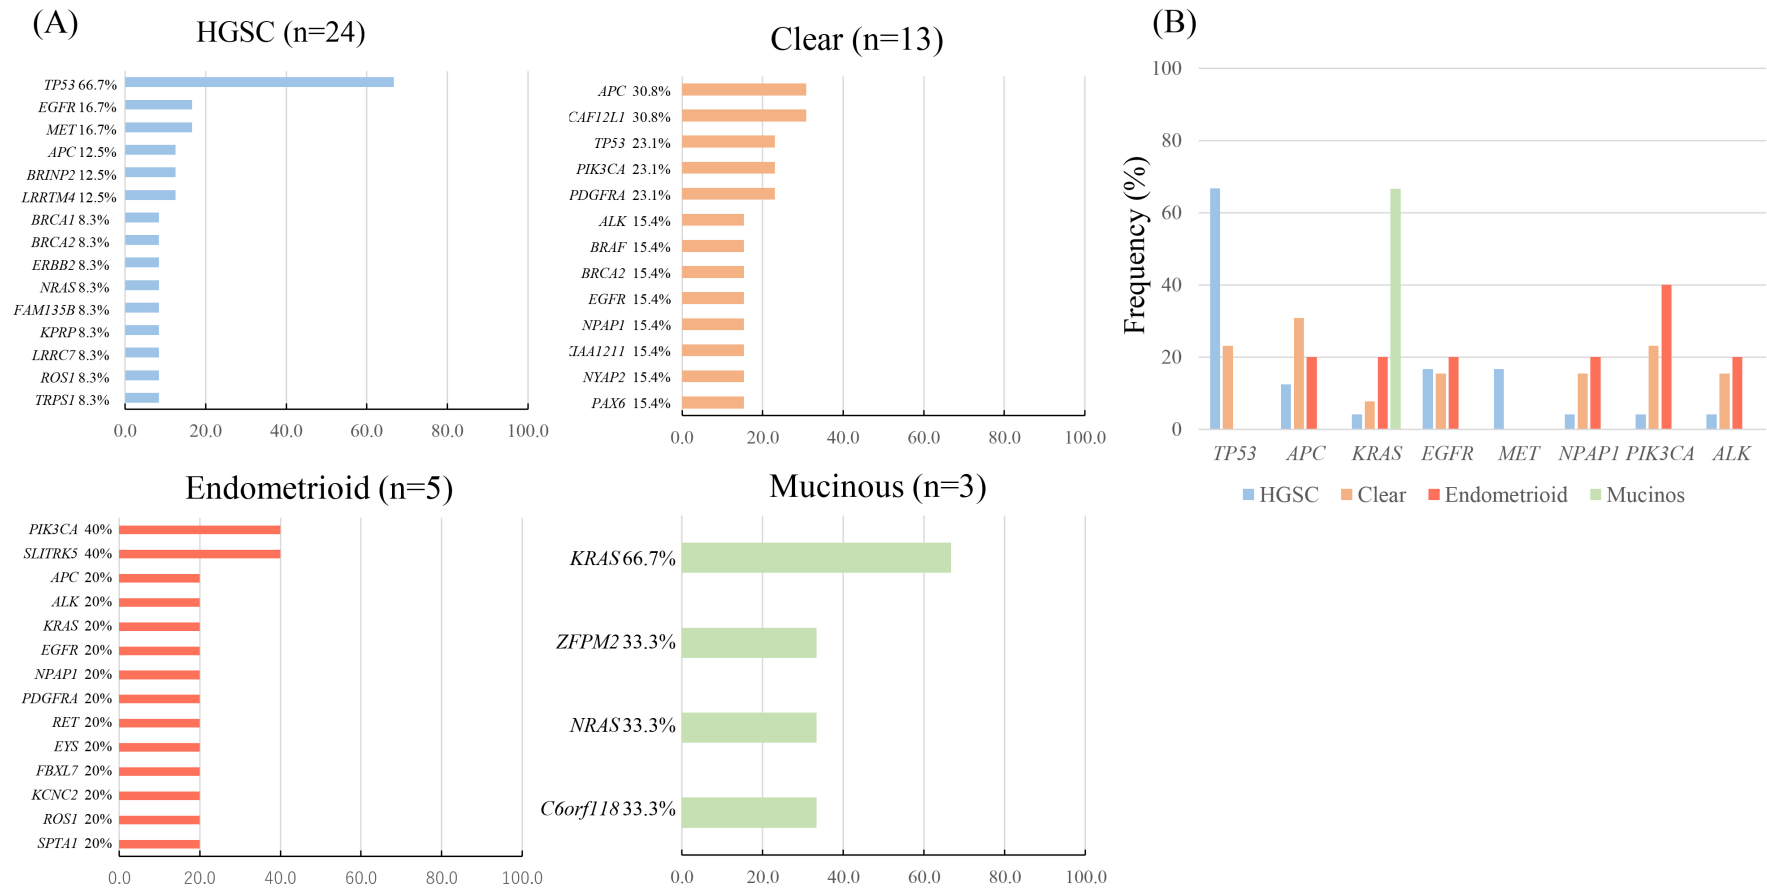 (A)
HGSC (n=24)
TP53 66.7%
EGFR 16.7%
MET 16.7%
APC 12.5%
BRINP2 12.5%
LRRTM4 12.5%
BRCA1 8.3%
BRCA2 8.3%
ERBB2 8.3%
NRAS 8.3%
FAM135B 8.3%
KPRP 8.3%
LRRC7 8.3%
ROS1 8.3%
TRPS1 8.3%
0.0 20.0 40.0 60.0 80.0 100.0
Clear (n=13)
APC 30.8%
CAF12L1 30.8%
TP53 23.1%
PIK3CA 23.1%
PDGFRA 23.1%
ALK 15.4%
BRAF 15.4%
BRCA2 15.4%
EGFR 15.4%
NPAP1 15.4%
IAA1211 15.4%
NYAP2 15.4%
PAX6 15.4%
0.0 20.0 40.0 60.0 80.0 100.0
Endometrioid (n=5)
PIK3CA 40%
SLITRK5 40%
APC 20%
ALK 20%
KRAS 20%
EGFR 20%
NPAP1 20%
PDGFRA 20%
RET 20%
EYS 20%
FBXL7 20%
KCNC2 20%
ROS1 20%
SPTA1 20%
0.0 20.0 40.0 60.0 80.0 100.0
Mucinous (n=3)
KRAS 66.7%
ZFPM2 33.3%
NRAS 33.3%
C6orf118 33.3%
0.0 20.0 40.0 60.0 80.0 100.0
(B)
Frequency (%)
100
80
60
40
20
0
TP53 APC KRAS EGFR MET NPAP1 PIK3CA ALK
HGSC Clear Endometrioid Mucinos